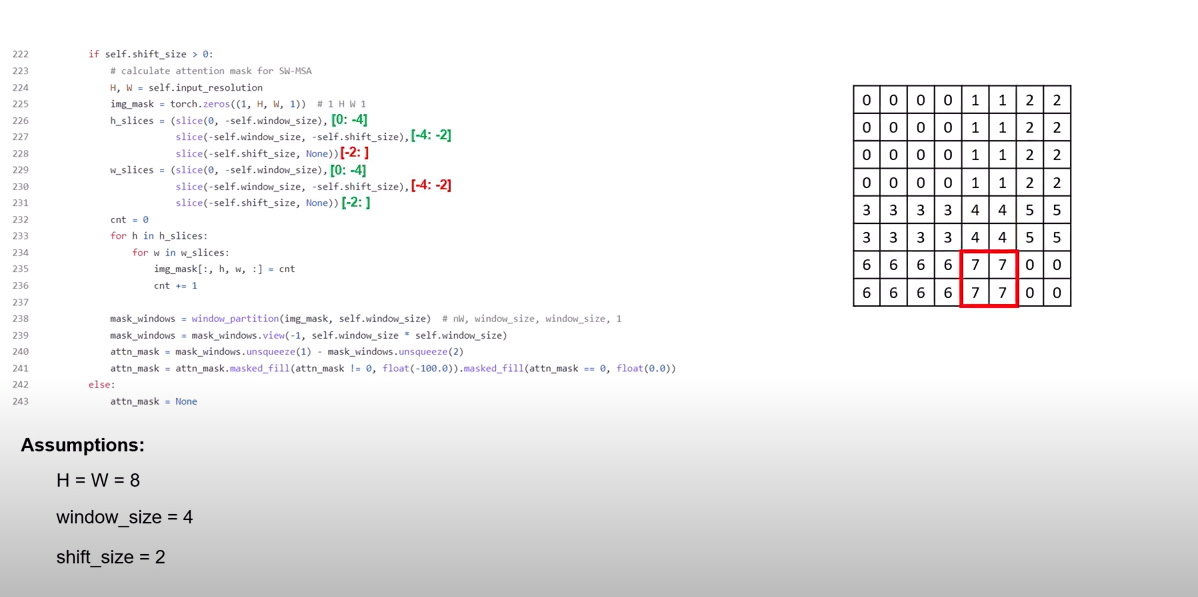 222 if self.shift_size > 0:
223 # calculate attention mask for SW-MSA
224 H, W = self.input_resolution
225 img_mask = torch.zeros((1, H, W, 1)) # 1 H W 1
226 h_slices = (slice(0, -self.window_size), [0: -4]
227 slice(-self.window_size, -self.shift_size), [-4: -2]
228 slice(-self.shift_size, None)) [-2: ]
229 w_slices = (slice(0, -self.window_size), [0: -4]
230 slice(-self.window_size, -self.shift_size), [-4: -2]
231 slice(-self.shift_size, None)) [-2: ]
232 cnt = 0
233 for h in h_slices:
234 for w in w_slices:
235 img_mask[:, h, w, :] = cnt
236 cnt += 1
237
238 mask_windows = window_partition(img_mask, self.window_size) # nW, window_size, window_size, 1
239 mask_windows = mask_windows.view(-1, self.window_size * self.window_size)
240 attn_mask = mask_windows.unsqueeze(1) - mask_windows.unsqueeze(2)
241 attn_mask = attn_mask.masked_fill(attn_mask != 0, float(-100.0)).masked_fill(attn_mask == 0, float(0.0))
242 else:
243 attn_mask = None
0 0 0 0 1 1 2 2
0 0 0 0 1 1 2 2
0 0 0 0 1 1 2 2
0 0 0 0 1 1 2 2
3 3 3 3 4 4 5 5
3 3 3 3 4 4 5 5
6 6 6 6 7 7 0 0
6 6 6 6 7 7 0 0
Assumptions:
H = W = 8
window_size = 4
shift_size = 2